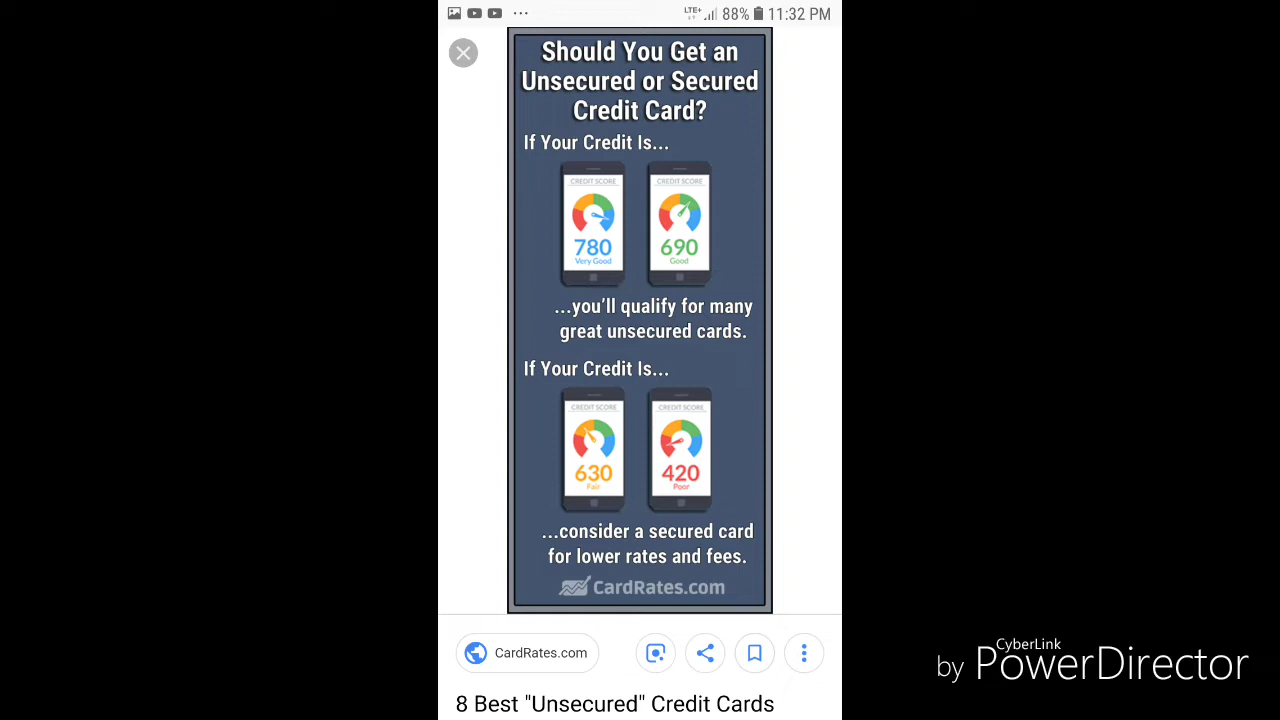 LTE+ 88% 11:32 PM
Should You Get an
Unsecured or Secured
Credit Card?
If Your Credit Is...
CREDIT SCORE CREDIT SCORE
780 690
Very Good Good
...you'll qualify for many
great unsecured cards.
If Your Credit Is...
CREDIT SCORE CREDIT SCORE
630 420
Fair Poor
...consider a secured card
for lower rates and fees.
CardRates.com
CardRates.com
8 Best "Unsecured" Credit Cards
CyberLink
by PowerDirector